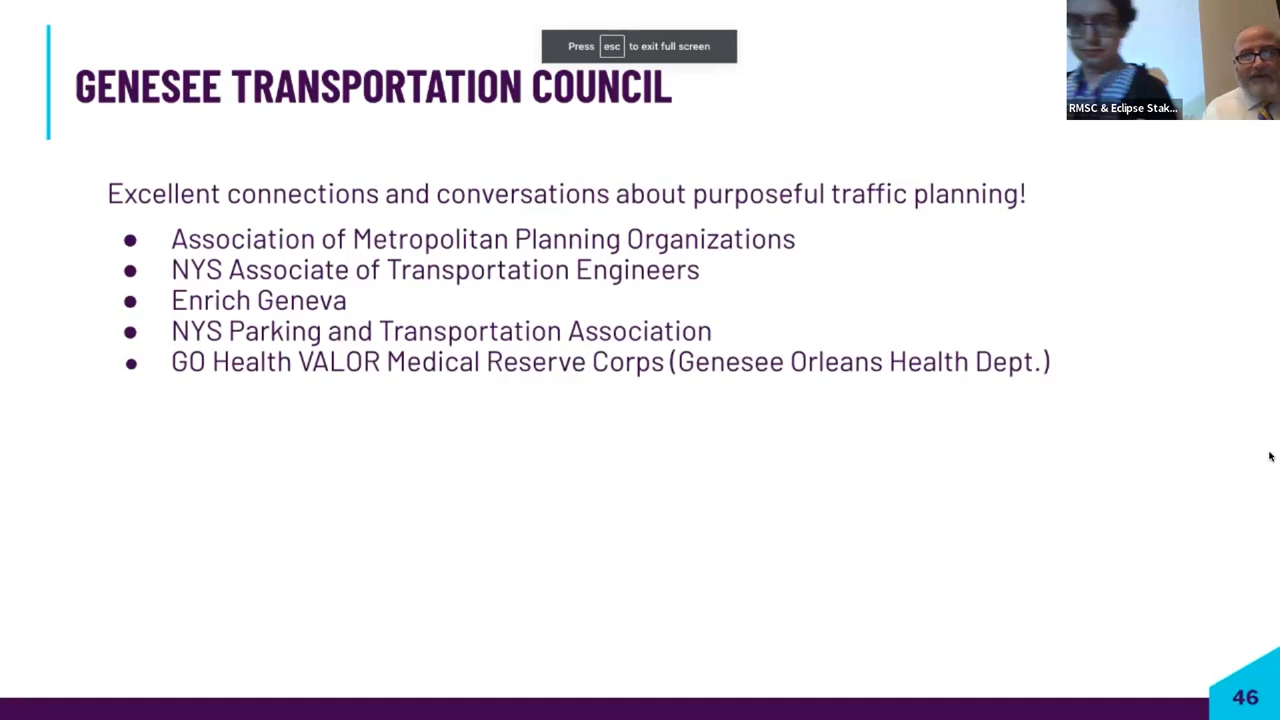 Press esc to exit full screen
GENESEE TRANSPORTATION COUNCIL
RMSC & Eclipse Stak...
Excellent connections and conversations about purposeful traffic planning!
● Association of Metropolitan Planning Organizations
● NYS Associate of Transportation Engineers
● Enrich Geneva
● NYS Parking and Transportation Association
● GO Health VALOR Medical Reserve Corps (Genesee Orleans Health Dept.)
46